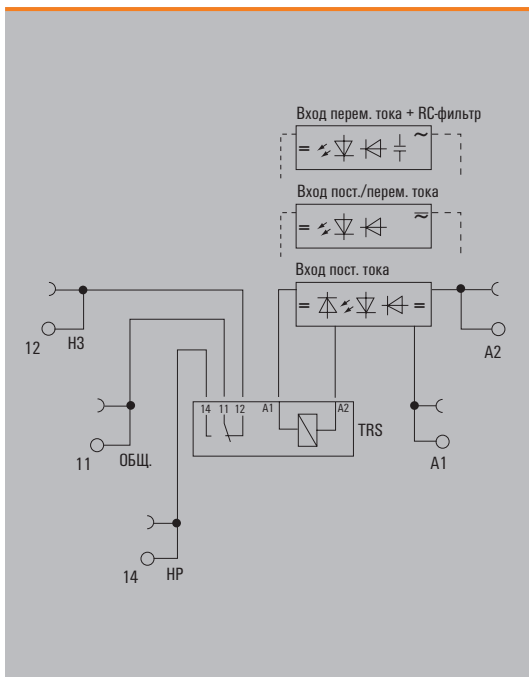 Вход перем. тока + RC-фильтр
= ~
Вход пост./перем. тока
= ~
Вход пост. тока
= =
12 НЗ
A2
14 11 12 A1 A2
TRS
11 ОБЩ.
A1
14 НР